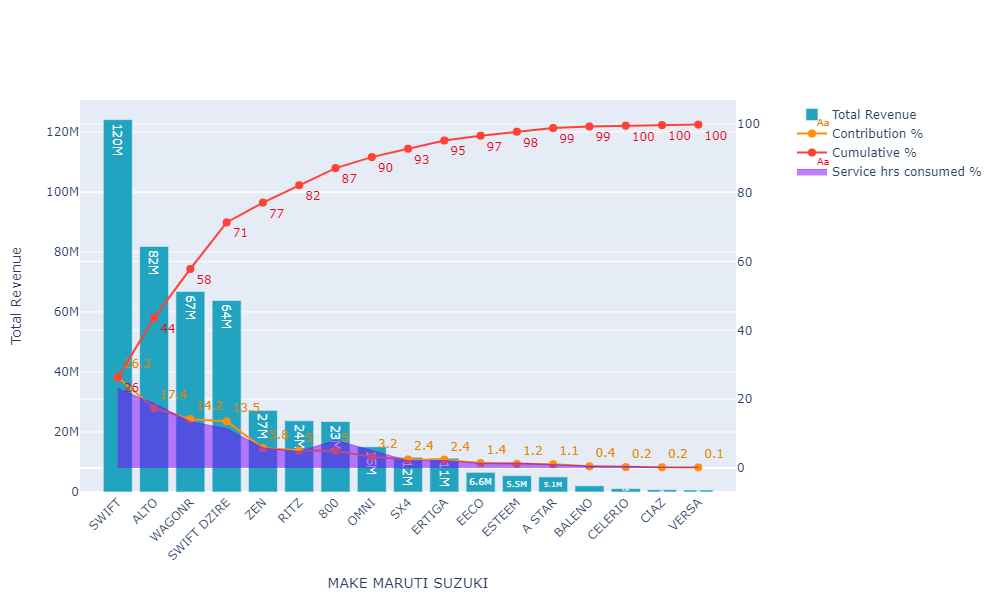 Total Revenue
Aa
Contribution %
Cumulative %
Aa
Service hrs consumed %
120M
100M
80M
60M
40M
20M
0
Total Revenue
100
80
60
40
20
0
120M
82M
67M
64M
27M
24M
12M
11M
6.6M
5.5M
5.1M
26
44
58
71
77
82
87
90
93
95
97
98
99
99
100
100
100
26.3
17.4
14.2
13.5
5.8
3.2
2.4
2.4
1.4
1.2
1.1
0.4
0.2
0.2
0.1
SWIFT
ALTO
WAGONR
SWIFT DZIRE
ZEN
RITZ
800
OMNI
SX4
ERTIGA
EECO
ESTEEM
A STAR
BALENO
CELERIO
CIAZ
VERSA
MAKE MARUTI SUZUKI